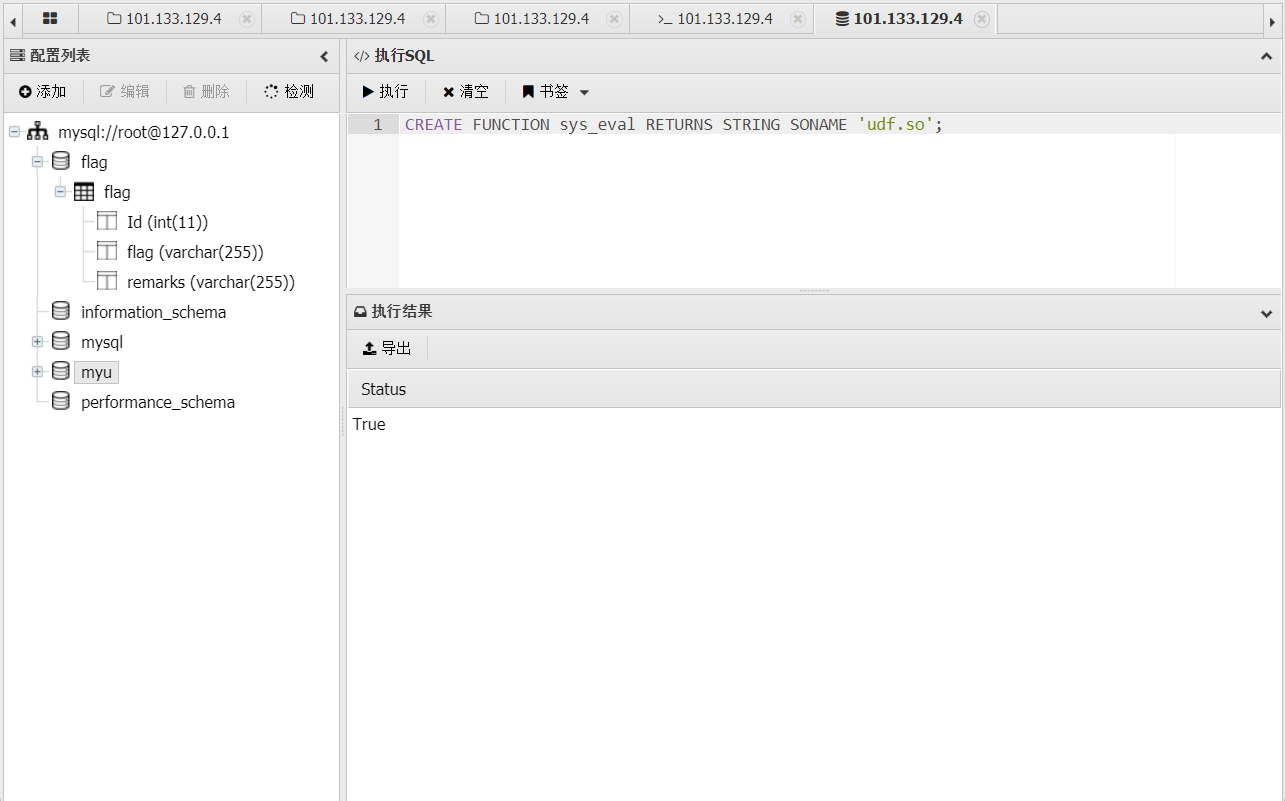 101.133.129.4 101.133.129.4 101.133.129.4 >_ 101.133.129.4 101.133.129.4
配置列表
添加 编辑 删除 检测
mysql://root@127.0.0.1
flag
flag
Id (int(11))
flag (varchar(255))
remarks (varchar(255))
information_schema
mysql
myu
performance_schema
</> 执行SQL
执行 清空 书签
1 CREATE FUNCTION sys_eval RETURNS STRING SONAME 'udf.so';
执行结果
导出
Status
True